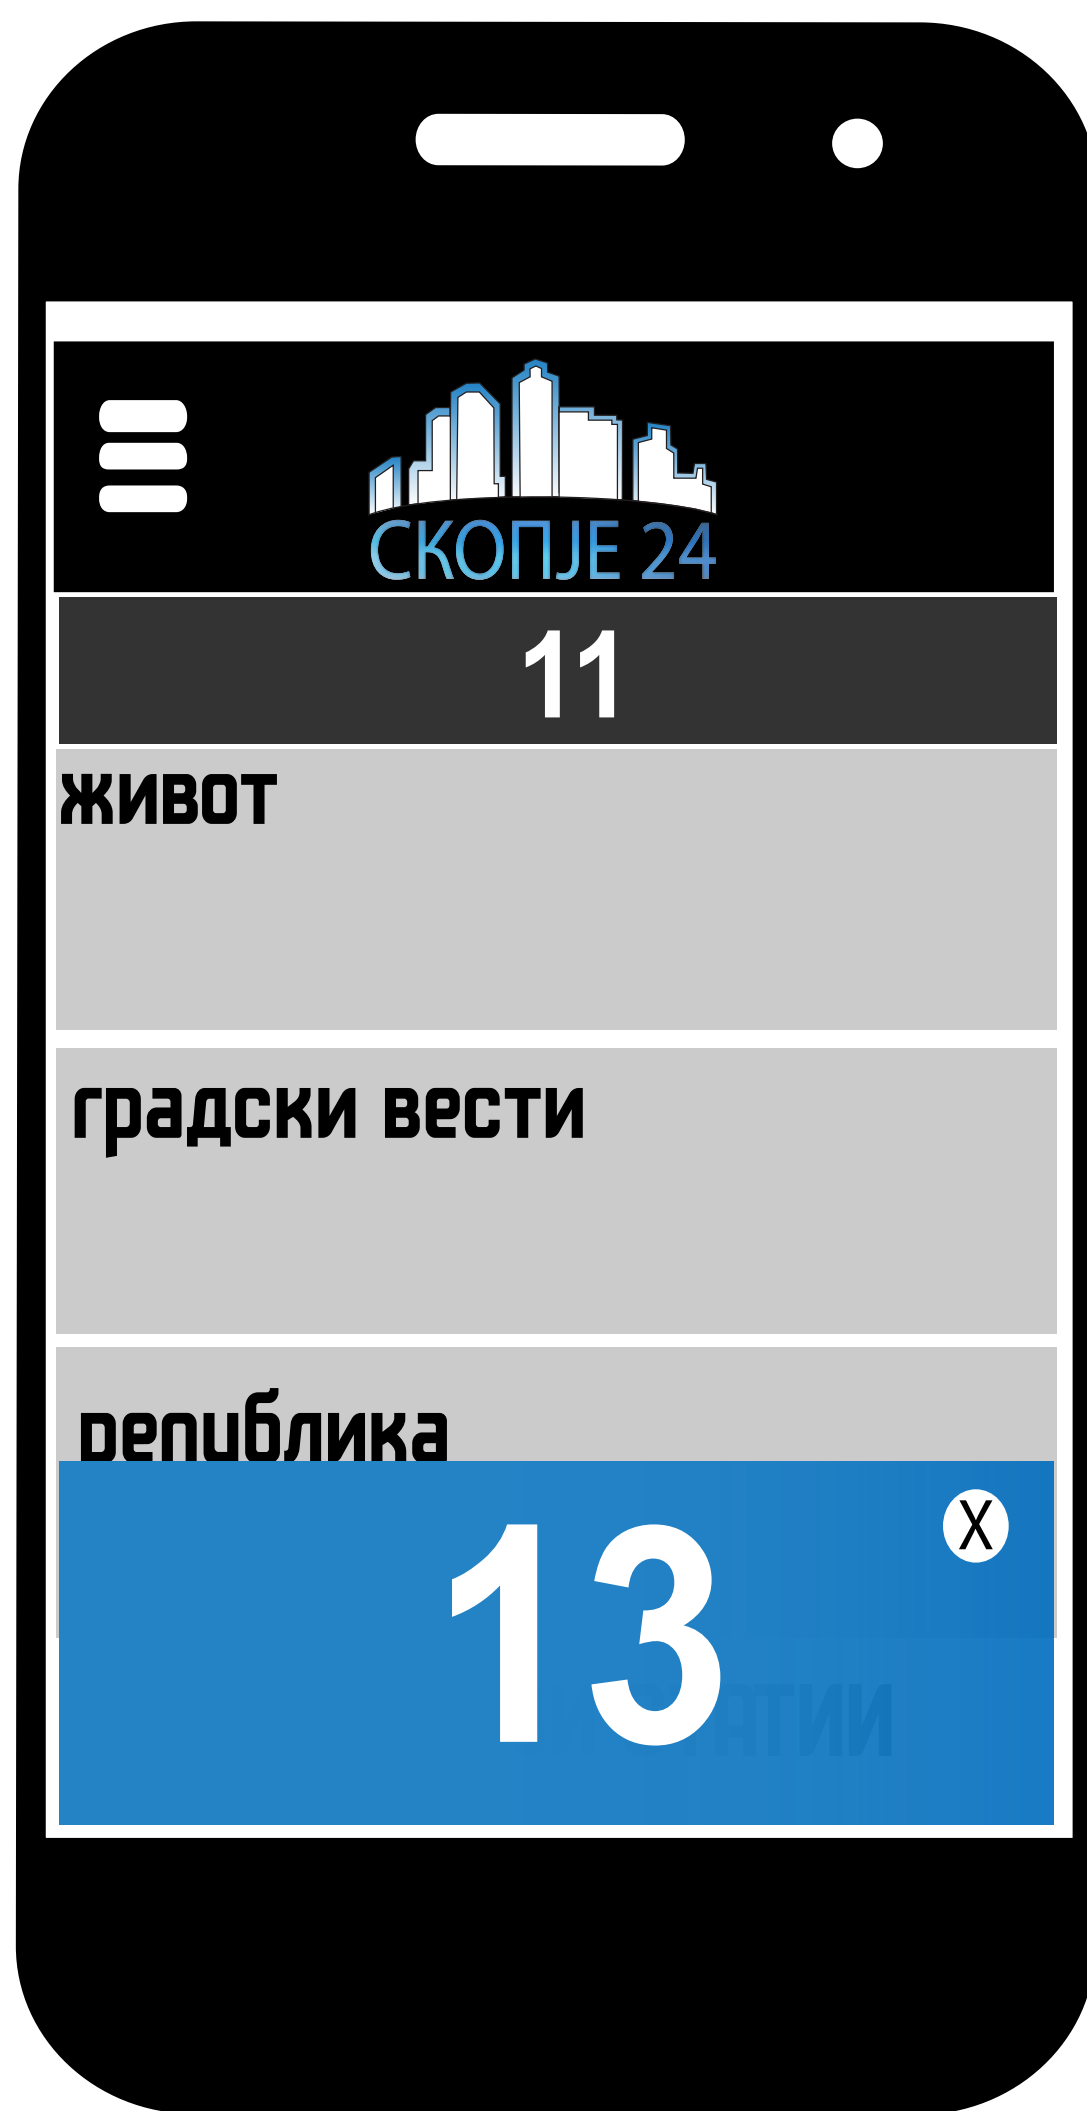 СКОПЈЕ 24
11
живот
градски вести
република
13
X